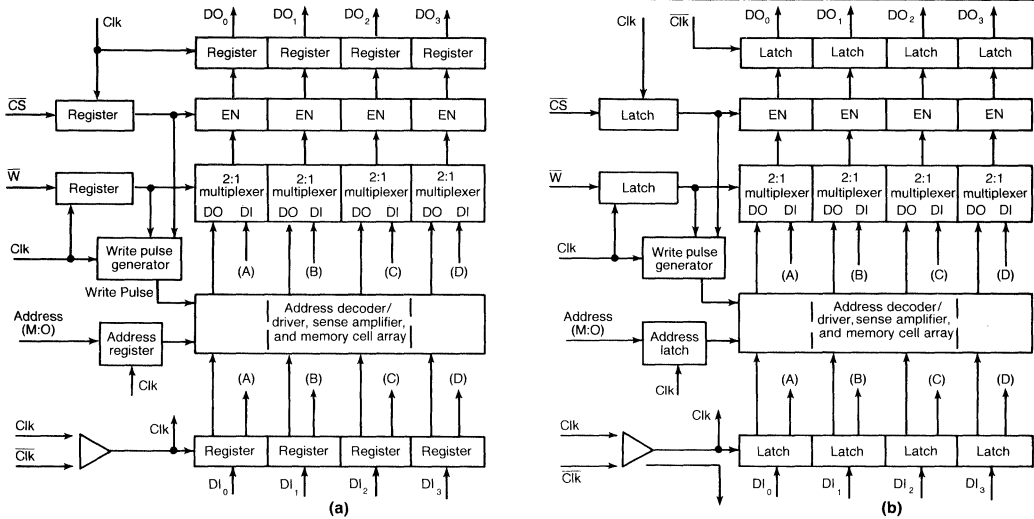 Clk
DO0
DO1
DO2
DO3
Register
Register
Register
Register
C̅S̅
Register
EN
EN
EN
EN
W̅
Register
2:1 multiplexer
2:1 multiplexer
2:1 multiplexer
2:1 multiplexer
DO DI
DO DI
DO DI
DO DI
Clk
Write pulse
generator
(A)
(B)
(C)
(D)
Write Pulse
Address
(M:O)
Address
register
Address decoder/
driver, sense amplifier,
and memory cell array
Clk
(A)
(B)
(C)
(D)
Clk
C̅l̅k̅
Clk
Register
Register
Register
Register
DI0
DI1
DI2
DI3
(a)
Clk
C̅l̅k̅
DO0
DO1
DO2
DO3
Latch
Latch
Latch
Latch
C̅S̅
Latch
EN
EN
EN
EN
W̅
Latch
2:1 multiplexer
2:1 multiplexer
2:1 multiplexer
2:1 multiplexer
DO DI
DO DI
DO DI
DO DI
Clk
Write pulse
generator
(A)
(B)
(C)
(D)
Address
(M:O)
Address
latch
Address decoder/
driver, sense amplifier,
and memory cell array
Clk
(A)
(B)
(C)
(D)
Clk
C̅l̅k̅
Clk
Latch
Latch
Latch
Latch
DI0
DI1
DI2
DI3
(b)